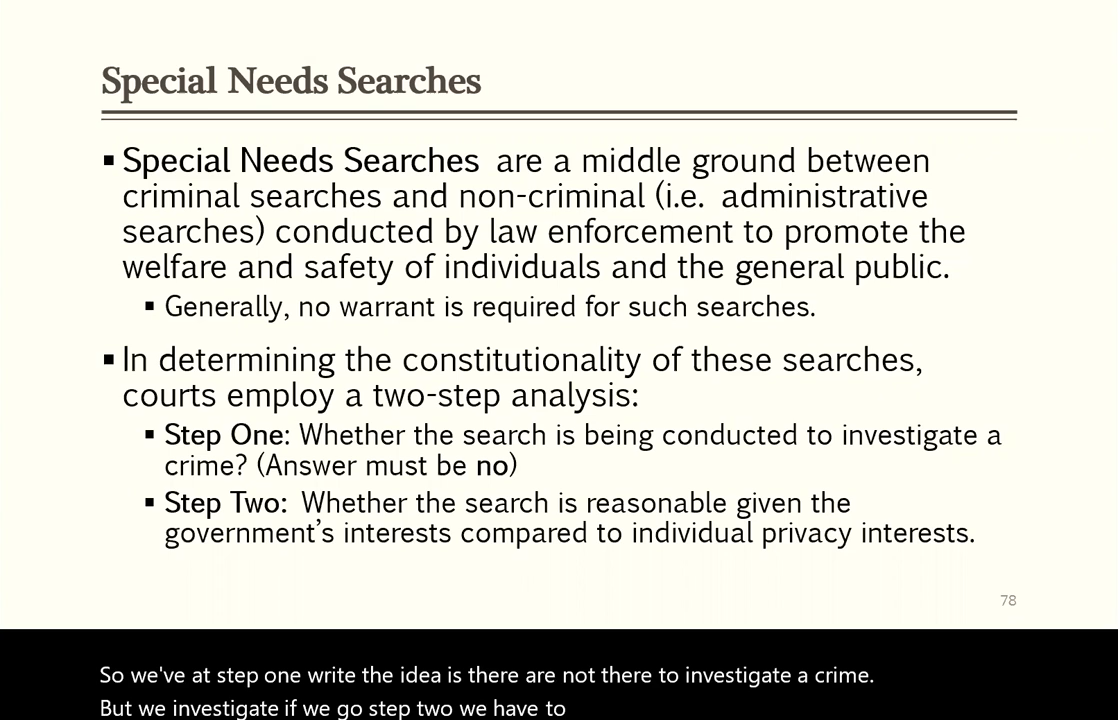 Special Needs Searches
▪ Special Needs Searches are a middle ground between
criminal searches and non-criminal (i.e. administrative
searches) conducted by law enforcement to promote the
welfare and safety of individuals and the general public.
▪ Generally, no warrant is required for such searches.
▪ In determining the constitutionality of these searches,
courts employ a two-step analysis:
▪ Step One: Whether the search is being conducted to investigate a
crime? (Answer must be no)
▪ Step Two: Whether the search is reasonable given the
government’s interests compared to individual privacy interests.
78
So we've at step one write the idea is there are not there to investigate a crime.
But we investigate if we go step two we have to